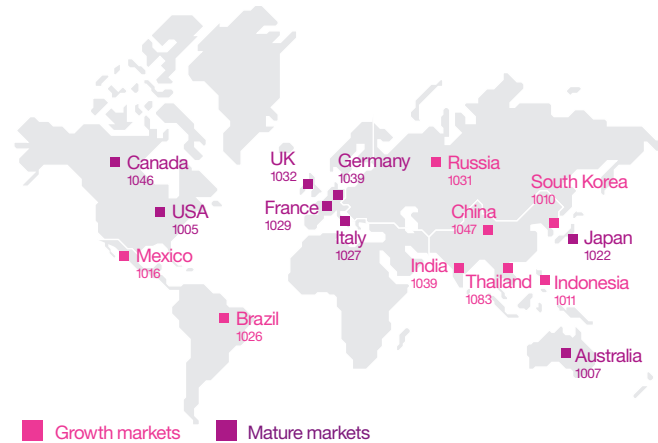 Canada
1046
USA
1005
Mexico
1016
Brazil
1026
UK
1032
Germany
1039
France
1029
Italy
1027
Russia
1031
South Korea
1010
China
1047
Japan
1022
India
1039
Thailand
1083
Indonesia
1011
Australia
1007
Growth markets
Mature markets